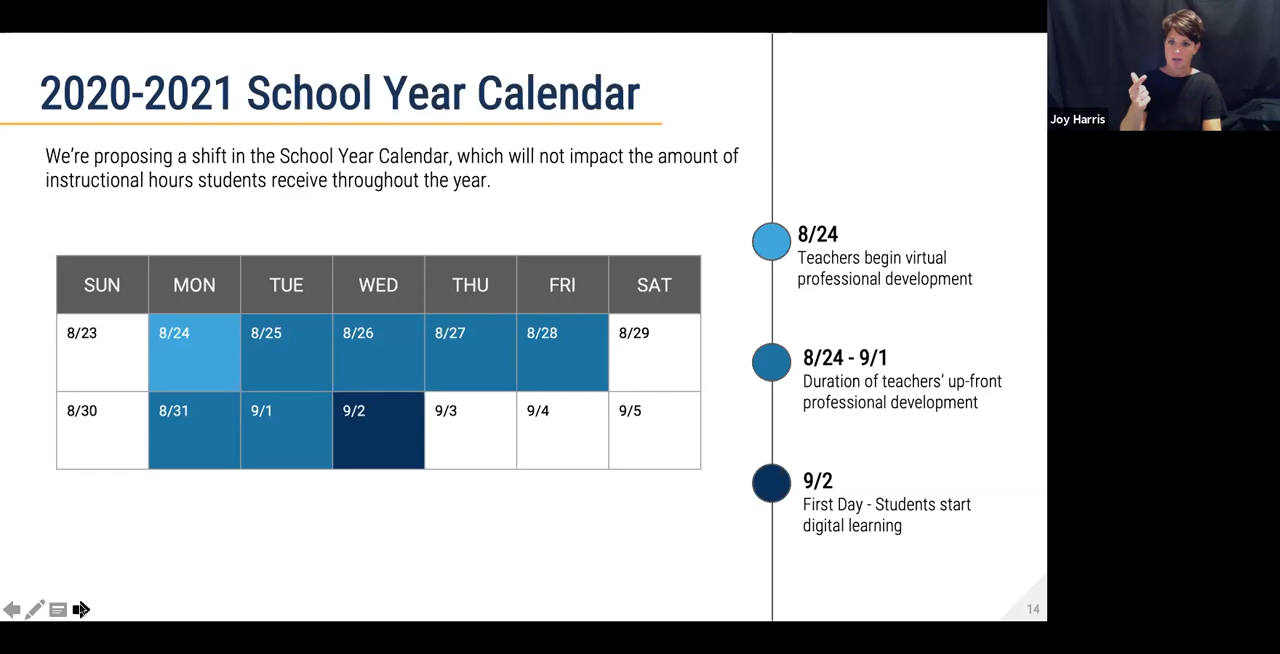 2020-2021 School Year Calendar
We're proposing a shift in the School Year Calendar, which will not impact the amount of
instructional hours students receive throughout the year.
SUN MON TUE WED THU FRI SAT
8/23 8/24 8/25 8/26 8/27 8/28 8/29
8/30 8/31 9/1 9/2 9/3 9/4 9/5
8/24
Teachers begin virtual
professional development
8/24 - 9/1
Duration of teachers' up-front
professional development
9/2
First Day - Students start
digital learning
14
Joy Harris